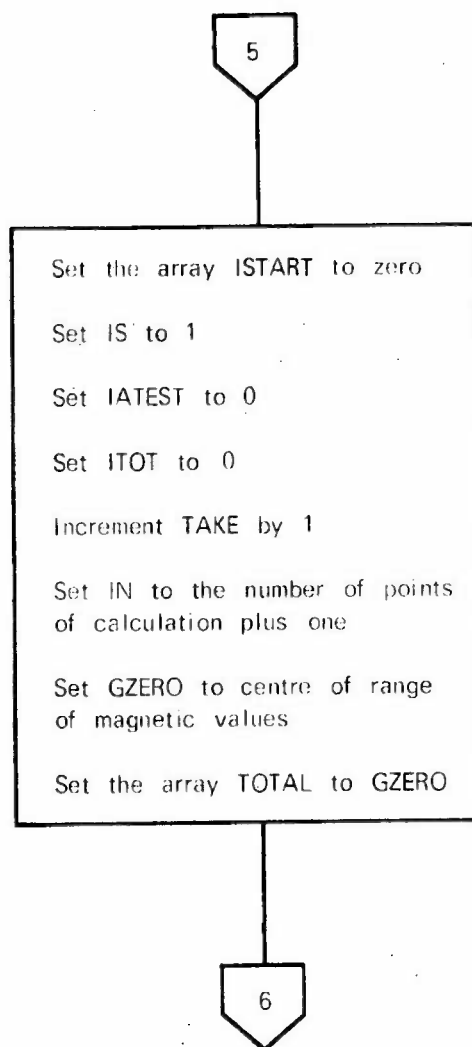 5
Set the array ISTART to zero
Set IS to 1
Set IATEST to 0
Set ITOT to 0
Increment TAKE by 1
Set IN to the number of points
of calculation plus one
Set GZERO to centre of range
of magnetic values
Set the array TOTAL to GZERO
6